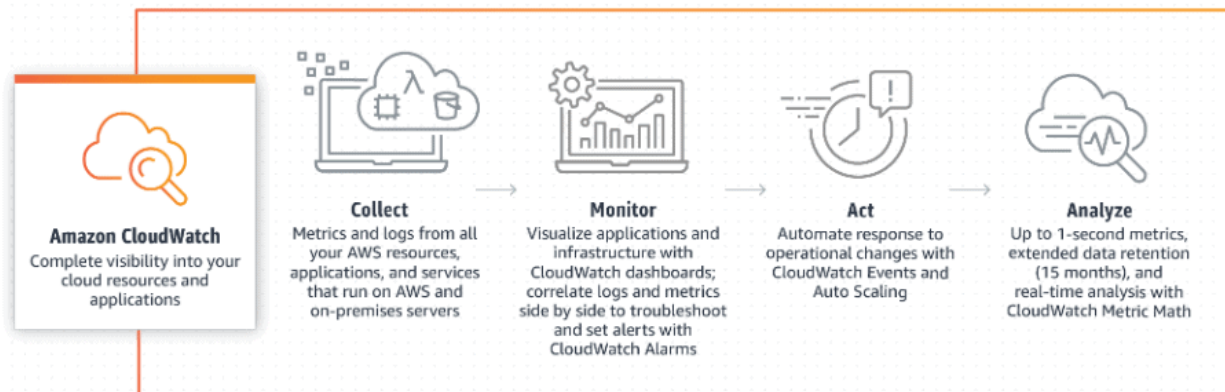 Amazon CloudWatch
Complete visibility into your
cloud resources and
applications
Collect
Metrics and logs from all
your AWS resources,
applications, and services
that run on AWS and
on-premises servers
Monitor
Visualize applications and
infrastructure with
CloudWatch dashboards;
correlate logs and metrics
side by side to troubleshoot
and set alerts with
CloudWatch Alarms
Act
Automate response to
operational changes with
CloudWatch Events and
Auto Scaling
Analyze
Up to 1-second metrics,
extended data retention
(15 months), and
real-time analysis with
CloudWatch Metric Math